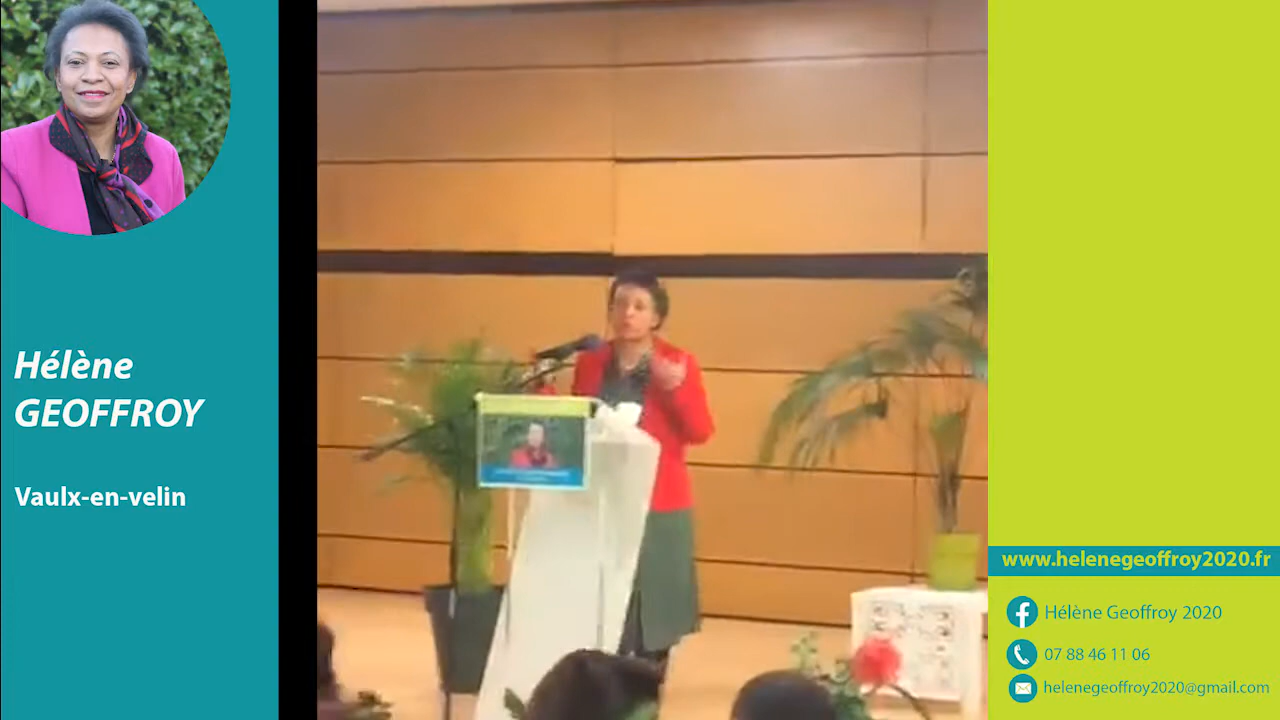 Hélène
GEOFFROY
Vaulx-en-velin
www.helenegeoffroy2020.fr
Hélène Geoffroy 2020
07 88 46 11 06
helenegeoffroy2020@gmail.com